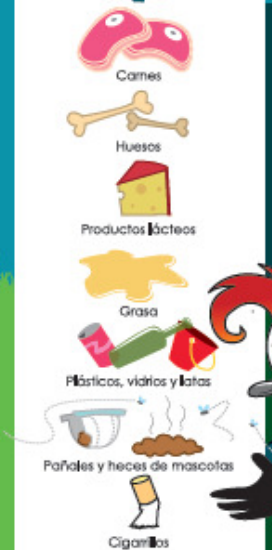 Carnes
Huesos
Productos lácteos
Grasa
Plásticos, vidrios y latas
Pañales y heces de mascotas
Cigarrillos